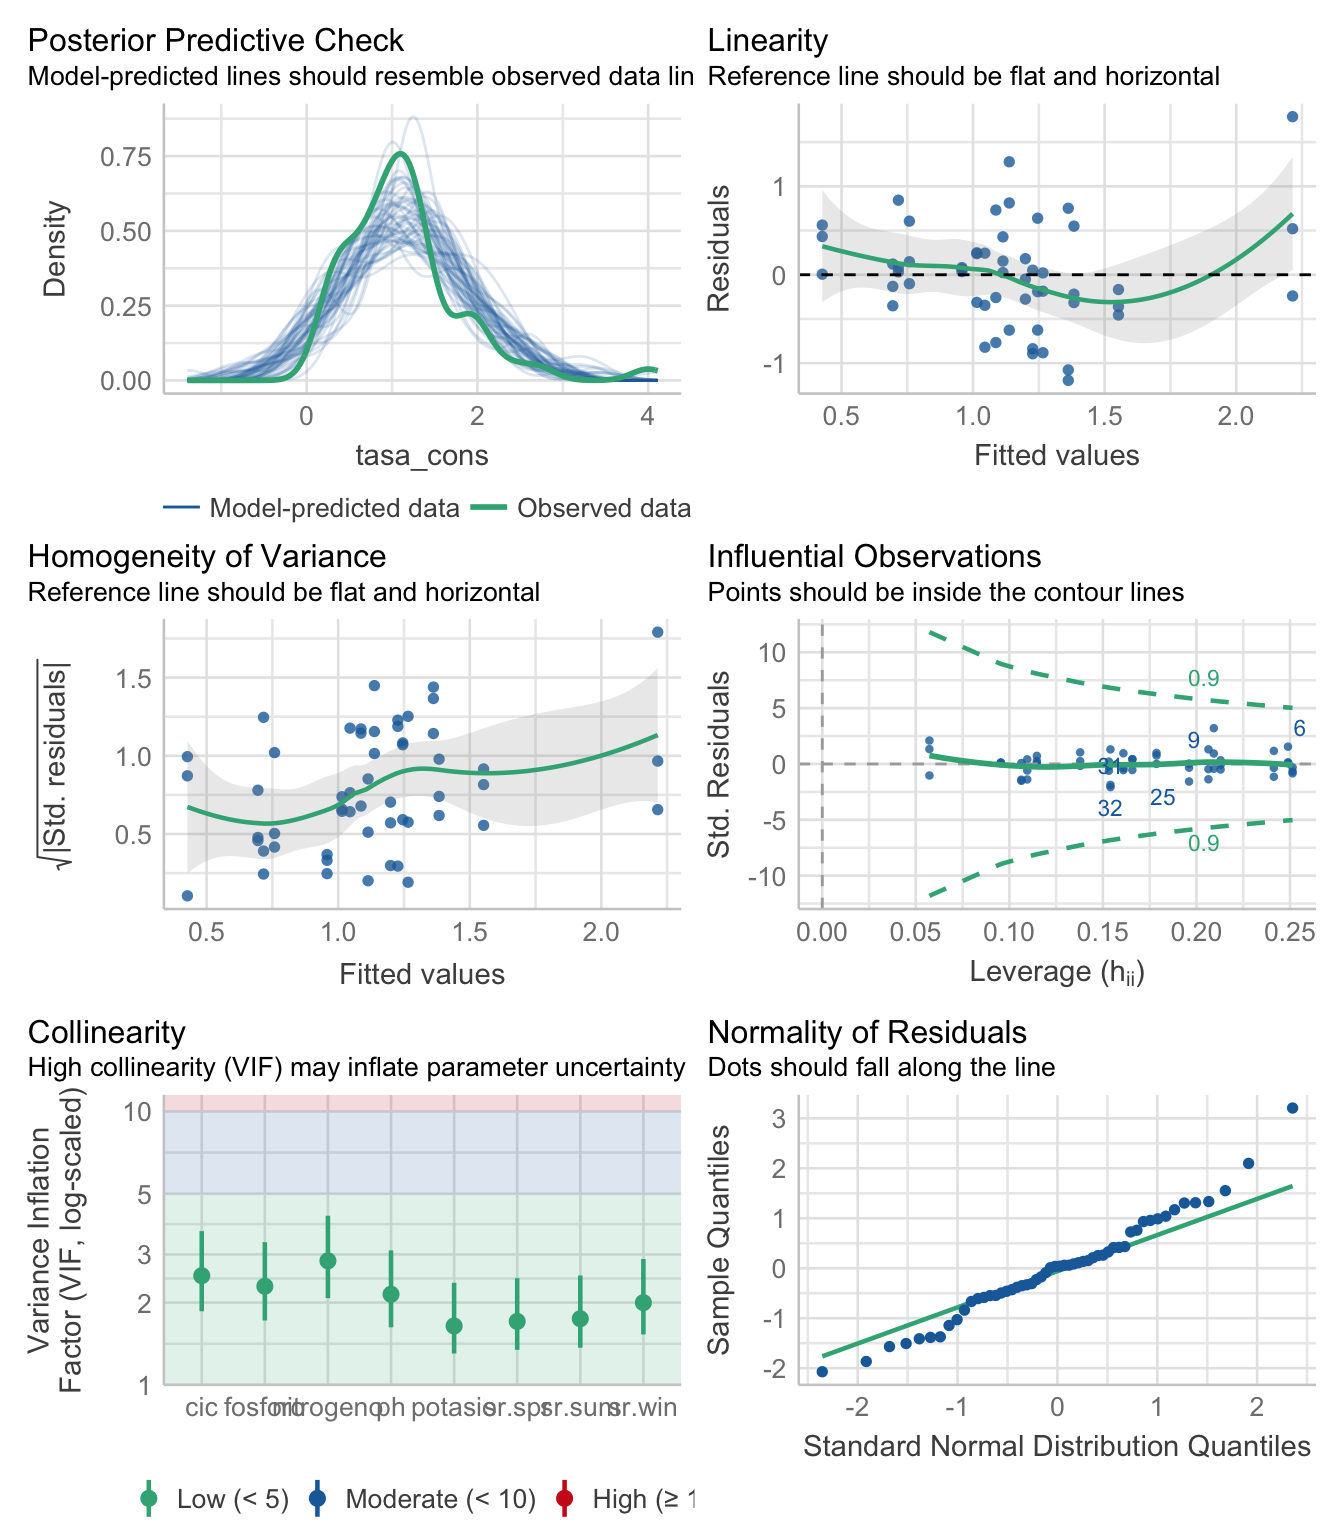 Posterior Predictive Check
Model-predicted lines should resemble observed data lin
Density
0.75
0.50
0.25
0.00
0
2
4
tasa_cons
Model-predicted data
Observed data
Linearity
Reference line should be flat and horizontal
Residuals
1
0
-1
0.5
1.0
1.5
2.0
Fitted values
Homogeneity of Variance
Reference line should be flat and horizontal
√|Std. residuals|
1.5
1.0
0.5
0.5
1.0
1.5
2.0
Fitted values
Influential Observations
Points should be inside the contour lines
Std. Residuals
10
5
0
-5
-10
0.9
0.9
9
6
31
32
25
0.00
0.05
0.10
0.15
0.20
0.25
Leverage (hii)
Collinearity
High collinearity (VIF) may inflate parameter uncertainty
Variance Inflation
Factor (VIF, log-scaled)
10
5
3
2
1
cic
nitrogeno
ph
potasio
sr.spr
sr.sum
sr.win
Low (< 5)
Moderate (< 10)
High (≥ 1
Normality of Residuals
Dots should fall along the line
Sample Quantiles
3
2
1
0
-1
-2
-2
-1
0
1
2
Standard Normal Distribution Quantiles